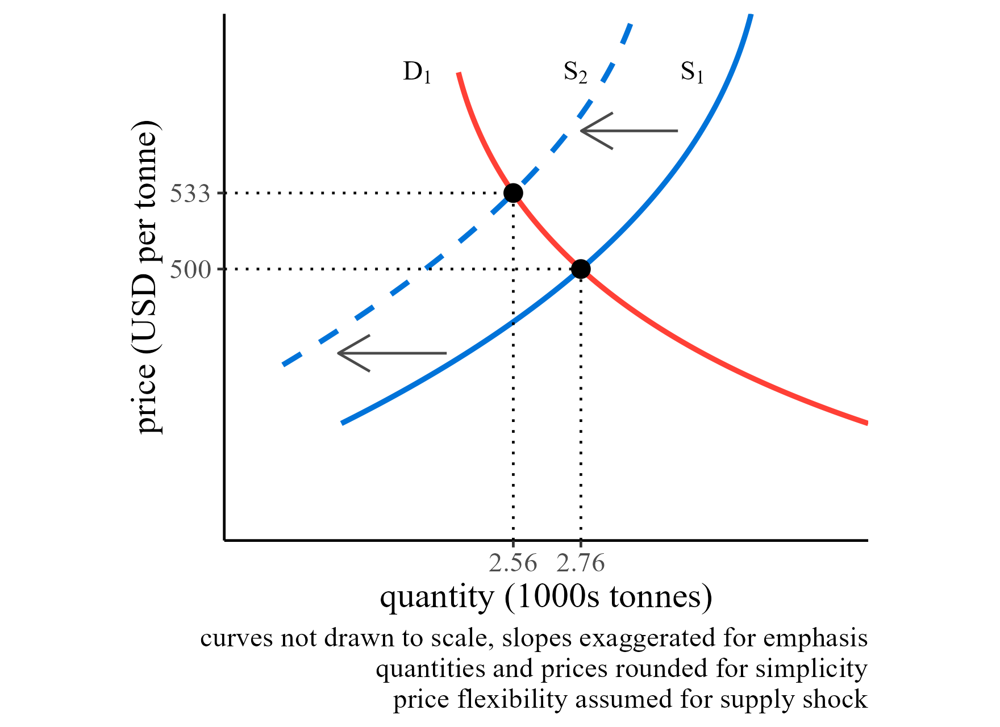 D₁
S₂
S₁
price (USD per tonne)
533
500
2.56 2.76
quantity (1000s tonnes)
curves not drawn to scale, slopes exaggerated for emphasis
quantities and prices rounded for simplicity
price flexibility assumed for supply shock